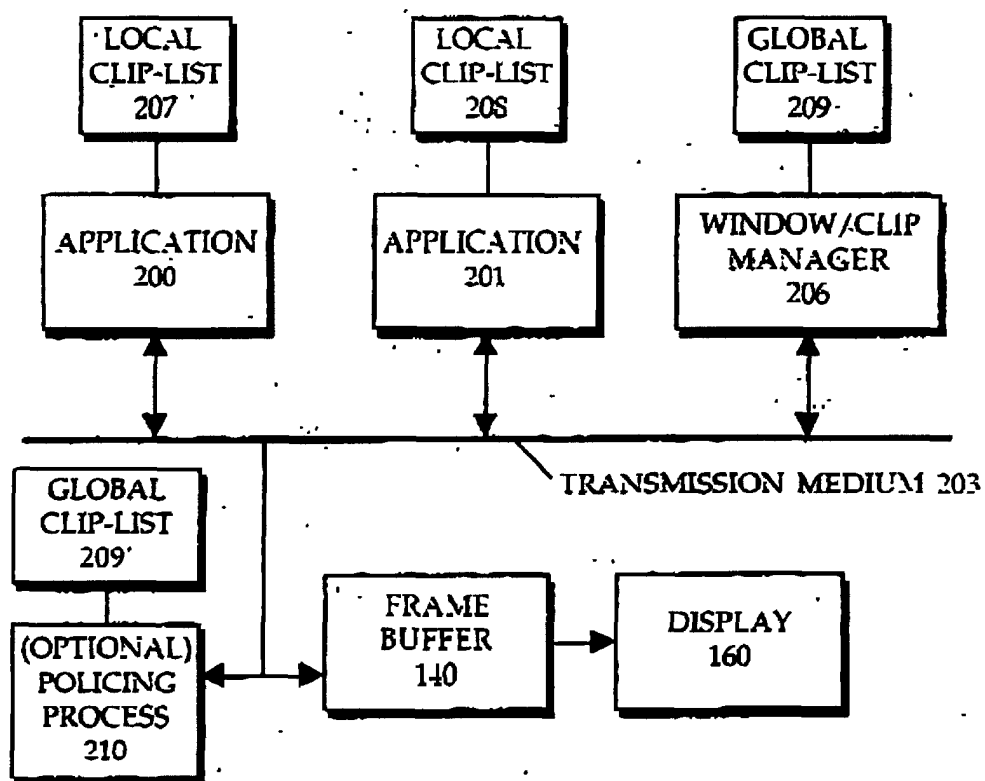 LOCAL
CLIP-LIST
207
LOCAL
CLIP-LIST
208
GLOBAL
CLIP-LIST
209
APPLICATION
200
APPLICATION
201
WINDOW/CLIP
MANAGER
206
TRANSMISSION MEDIUM 203
GLOBAL
CLIP-LIST
209'
(OPTIONAL)
POLICING
PROCESS
210
FRAME
BUFFER
140
DISPLAY
160